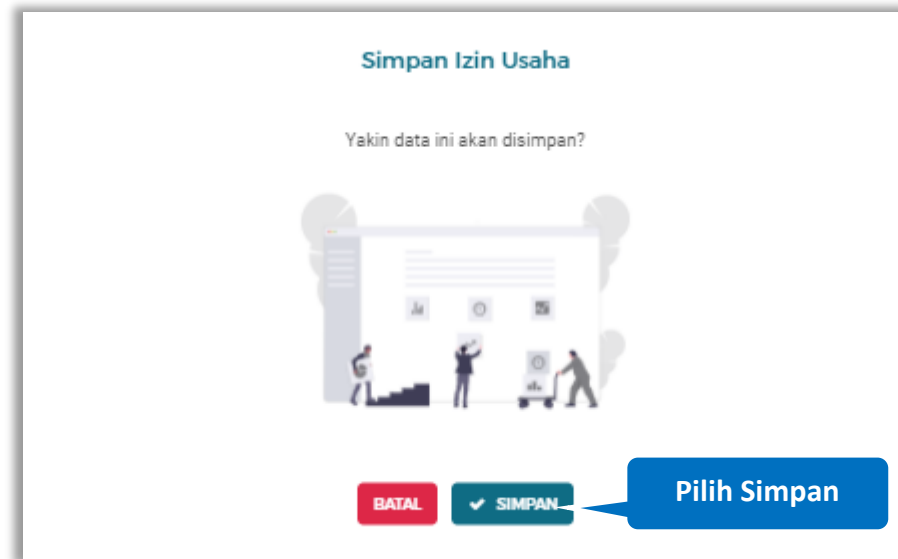 Simpan Izin Usaha
Yakin data ini akan disimpan?
BATAL
SIMPAN
Pilih Simpan